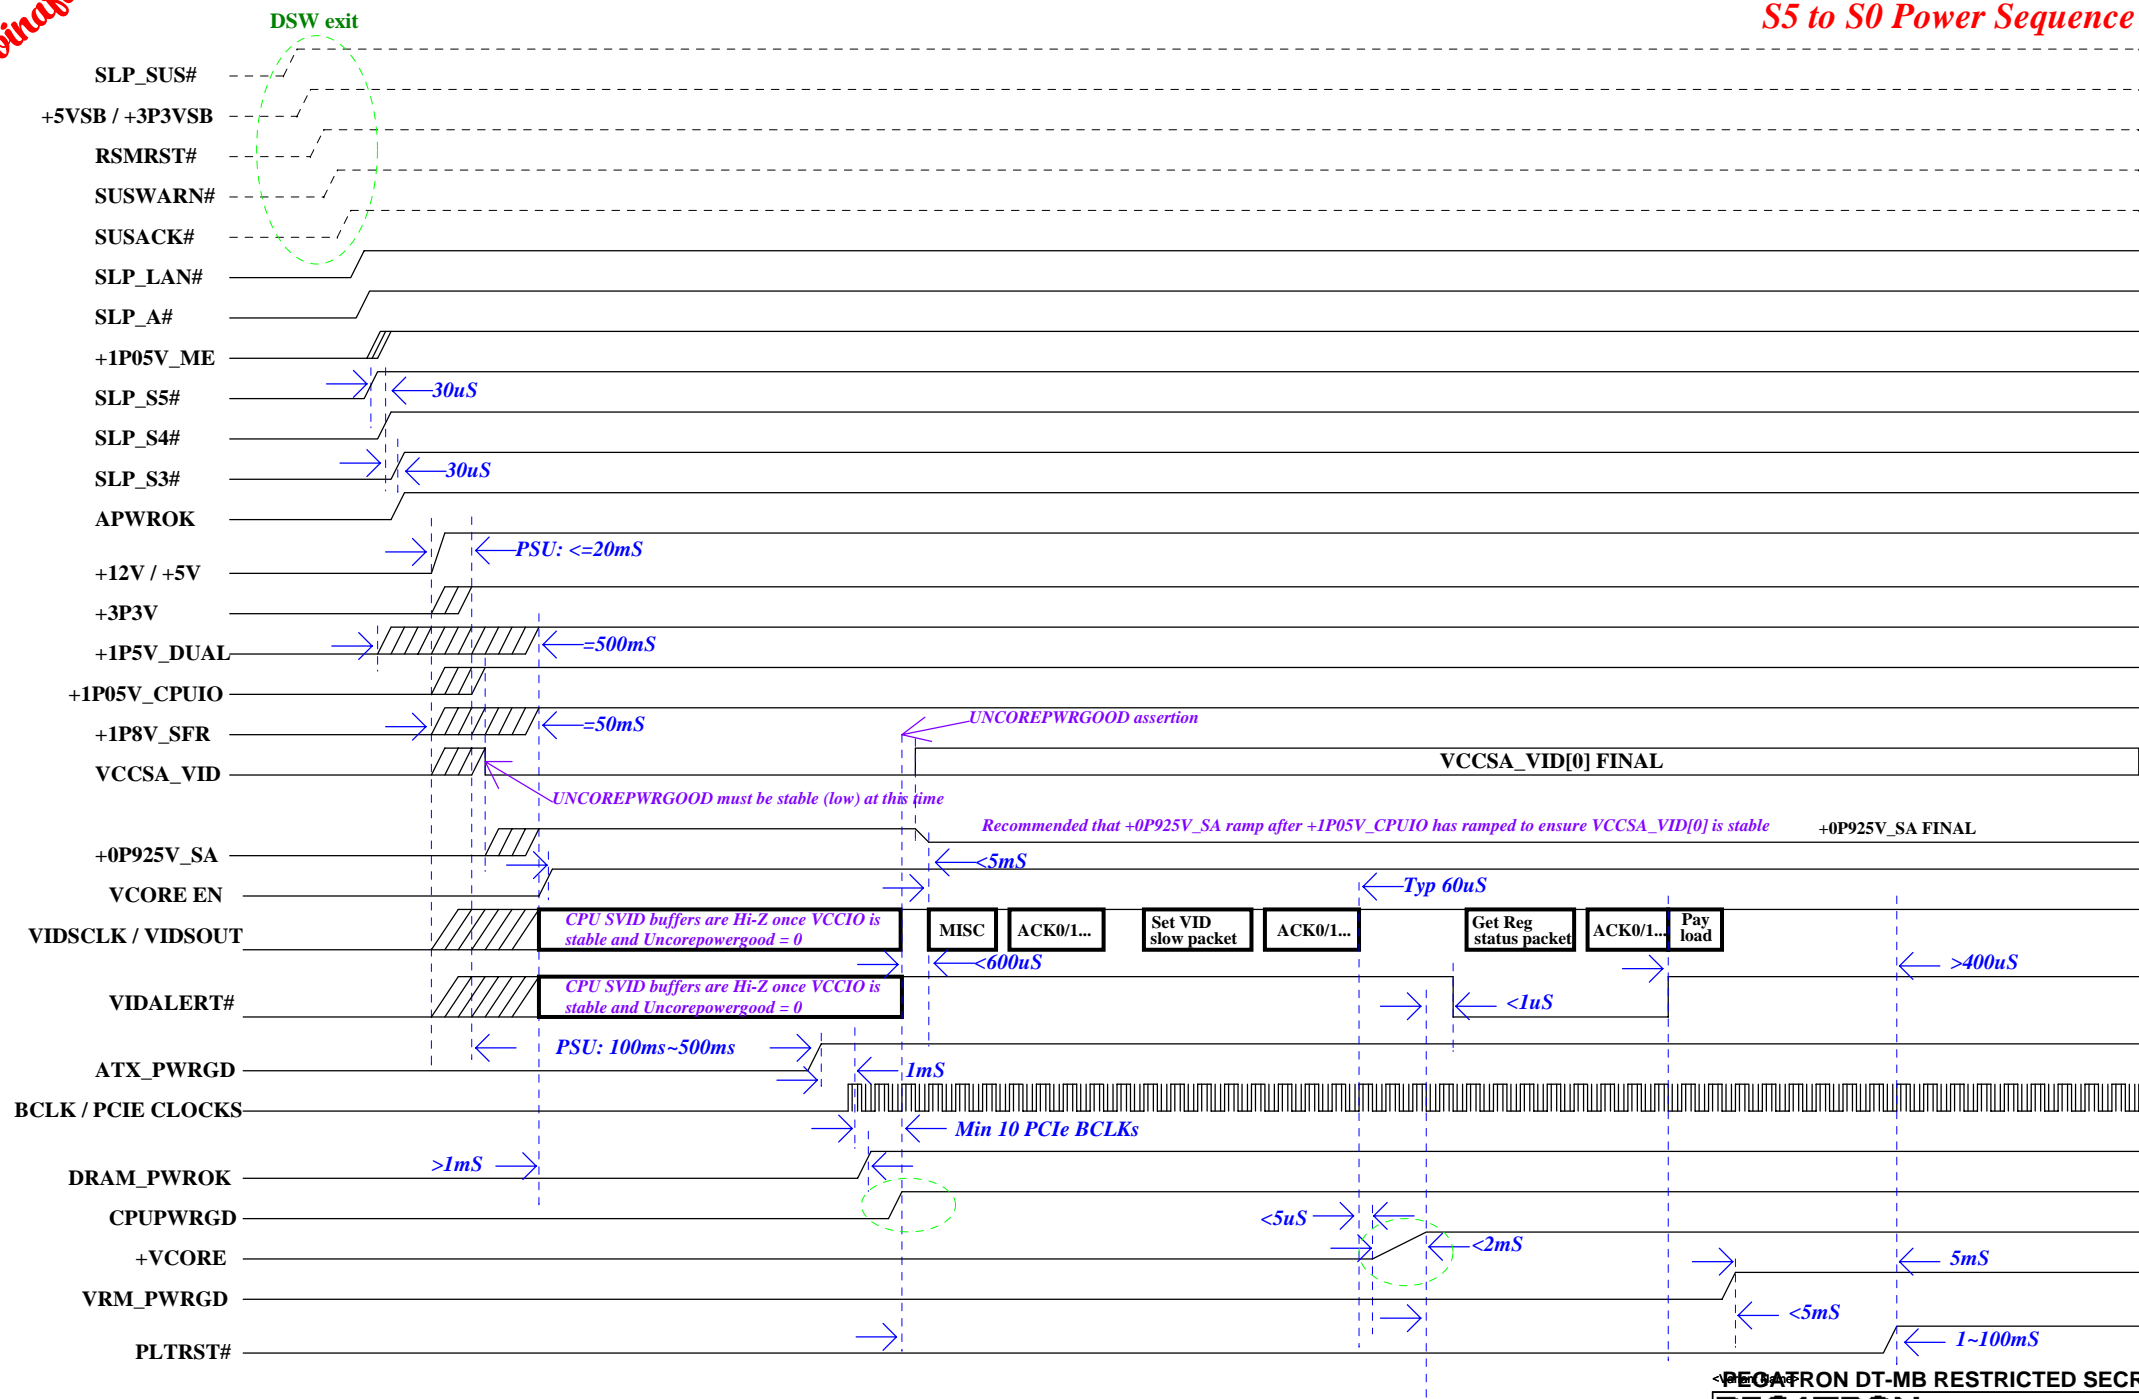 DSW exit
S5 to S0 Power Sequence
SLP_SUS#
+5VSB / +3P3VSB
RSMRST#
SUSWARN#
SUSACK#
SLP_LAN#
SLP_A#
+1P05V_ME
SLP_S5#
30uS
SLP_S4#
SLP_S3#
30uS
APWROK
PSU: <=20mS
+12V / +5V
+3P3V
+1P5V_DUAL
=500mS
+1P05V_CPUIO
+1P8V_SFR
=50mS
UNCOREPWRGOOD assertion
VCCSA_VID
VCCSA_VID[0] FINAL
UNCOREPWRGOOD must be stable (low) at this time
Recommended that +0P925V_SA ramp after +1P05V_CPUIO has ramped to ensure VCCSA_VID[0] is stable
+0P925V_SA FINAL
+0P925V_SA
<5mS
VCORE EN
Typ 60uS
VIDSCLK / VIDSOUT
CPU SVID buffers are Hi-Z once VCCIO is
stable and Uncorepowergood = 0
MISC
ACK0/1...
Set VID
slow packet
ACK0/1...
Get Reg
status packet
ACK0/1...
Pay
load
<600uS
>400uS
VIDALERT#
CPU SVID buffers are Hi-Z once VCCIO is
stable and Uncorepowergood = 0
<1uS
PSU: 100ms~500ms
ATX_PWRGD
1mS
BCLK / PCIE CLOCKS
Min 10 PCIe BCLKs
>1mS
DRAM_PWROK
CPUPWRGD
<5uS
+VCORE
<2mS
5mS
VRM_PWRGD
<5mS
PLTRST#
1~100mS
<Variant Name>
PEGATRON DT-MB RESTRICTED SECR